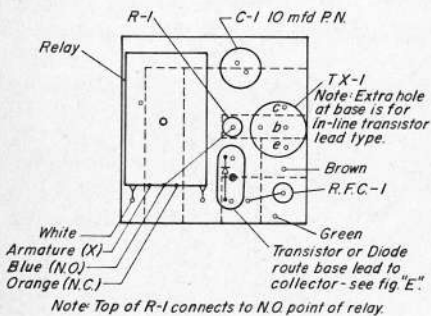 R-1
C-1 10 mfd P.N.
Relay
TX-1
Note: Extra hole
at base is for
in-line transistor
lead type.
c
b
e
Brown
R.F.C.-1
White
Armature (X)
Blue (N.O.)
Orange (N.C.)
Green
Transistor or Diode
route base lead to
collector - see fig. "E".
Note: Top of R-1 connects to N.O. point of relay.